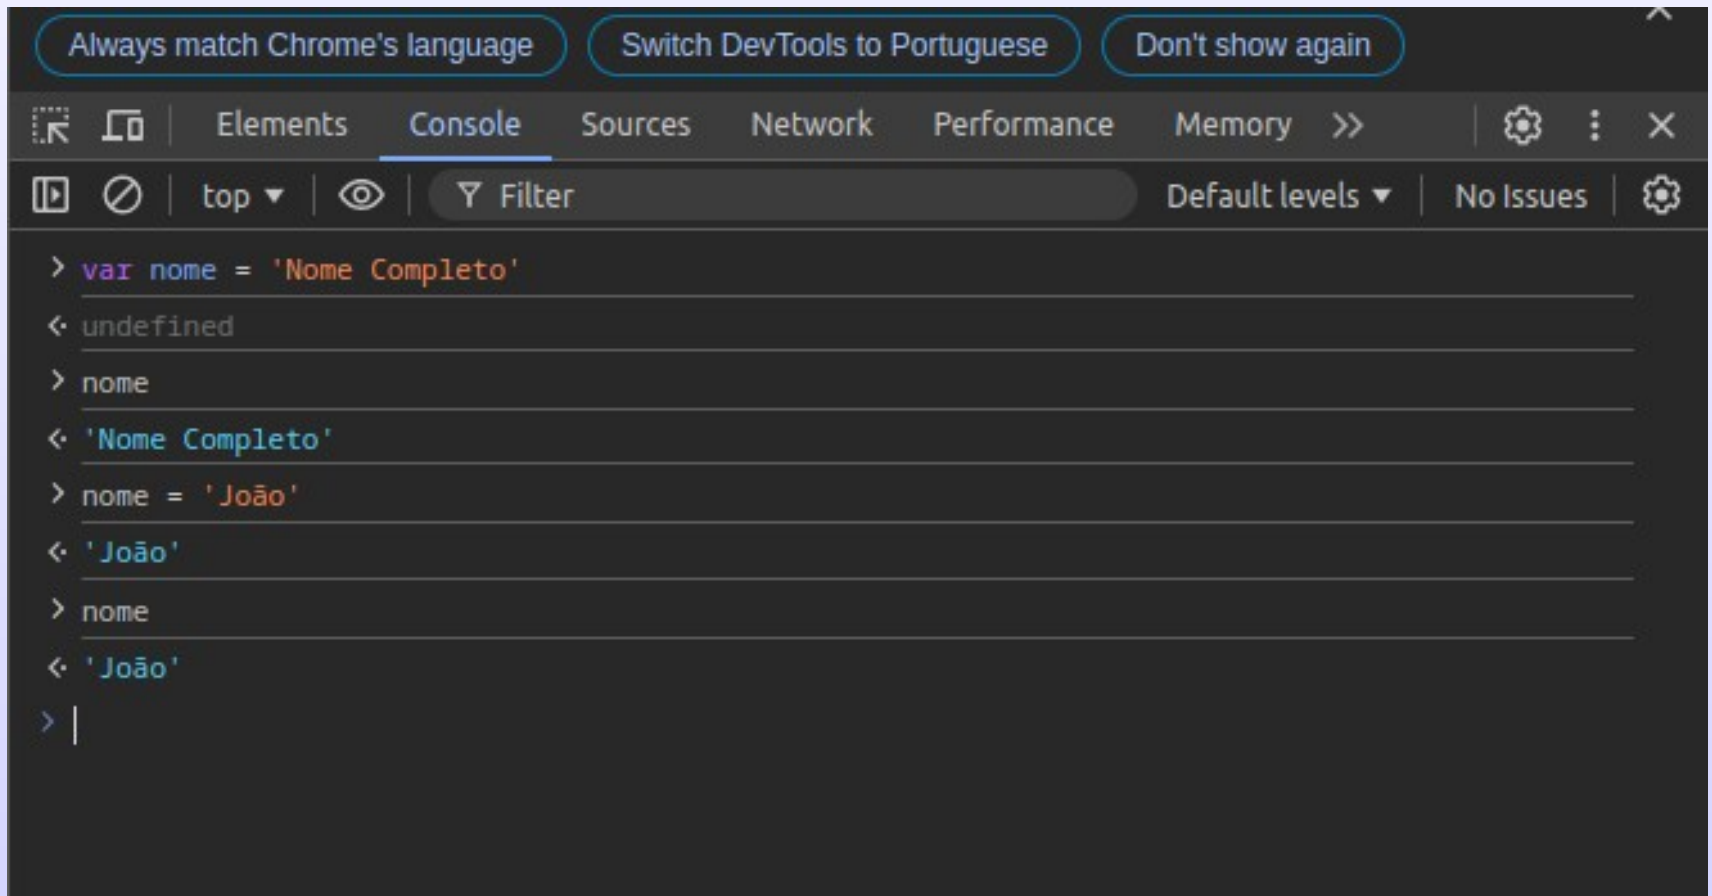 Always match Chrome's language Switch DevTools to Portuguese Don't show again
Elements Console Sources Network Performance Memory
top Filter Default levels No Issues
> var nome = 'Nome Completo'
undefined
> nome
'Nome Completo'
> nome = 'João'
'João'
> nome
'João'
>